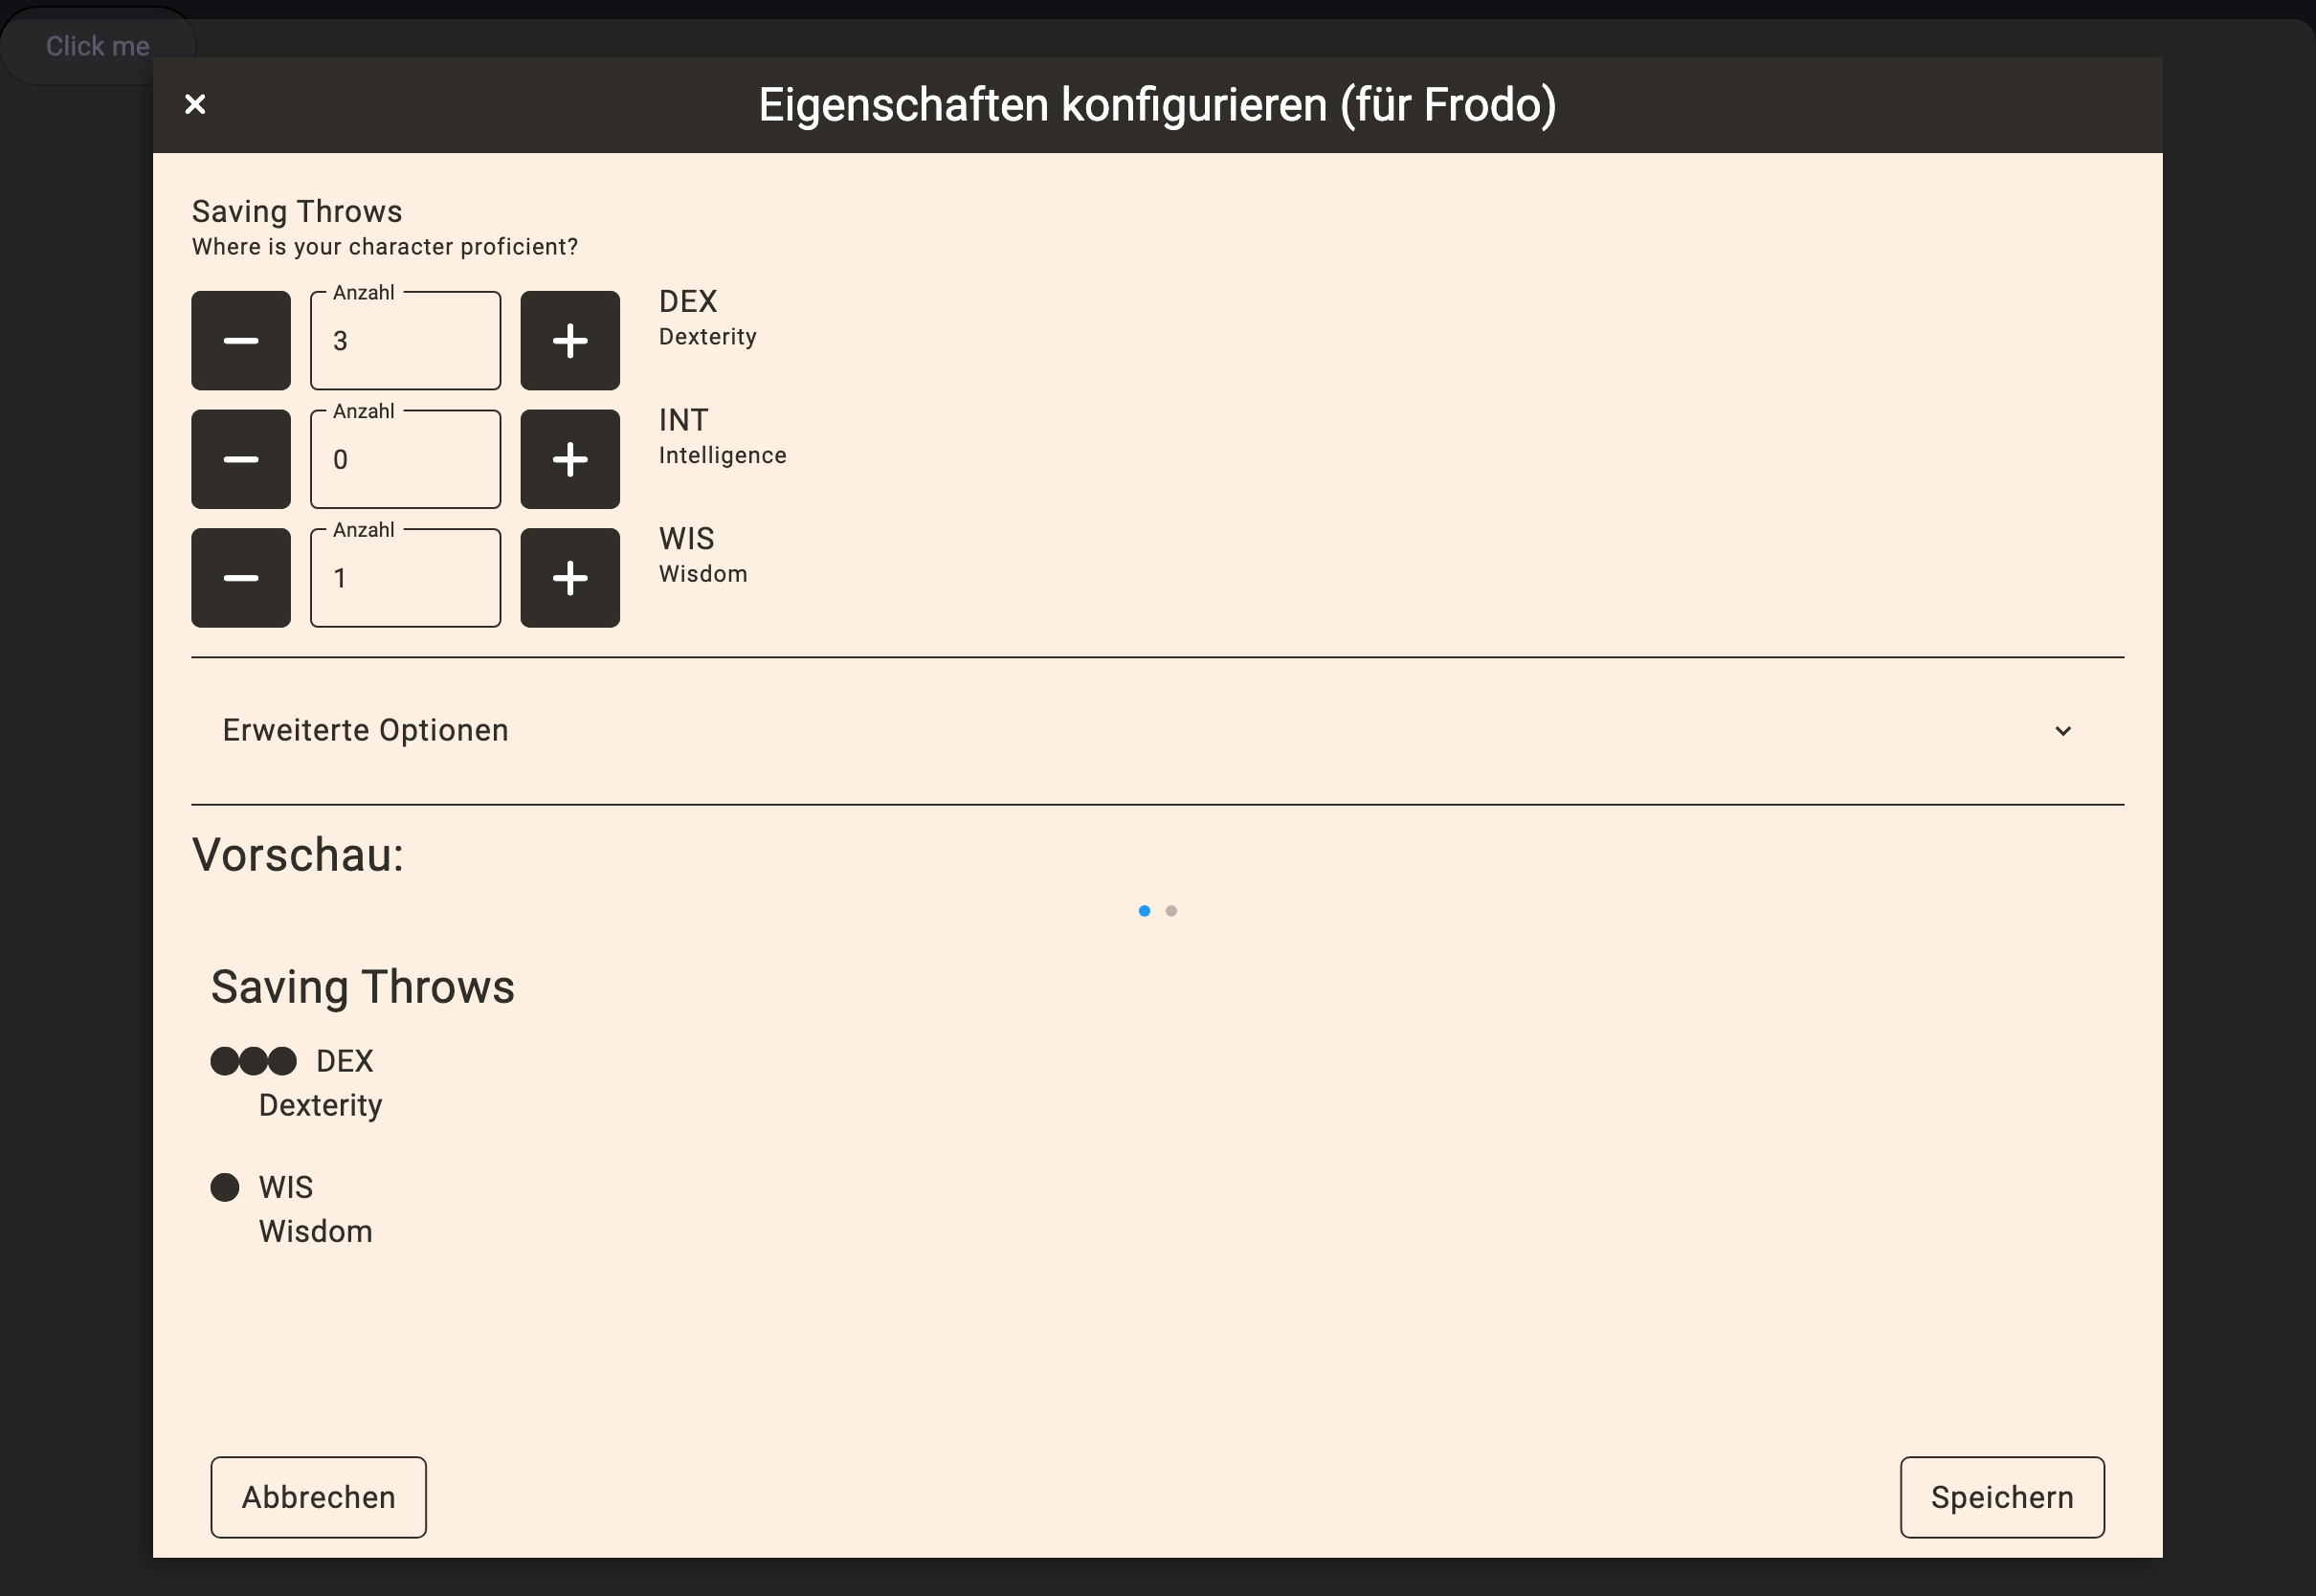 Click me
Eigenschaften konfigurieren (für Frodo)
Saving Throws
Where is your character proficient?
Anzahl
3
DEX
Dexterity
Anzahl
0
INT
Intelligence
Anzahl
1
WIS
Wisdom
Erweiterte Optionen
Vorschau:
Saving Throws
DEX
Dexterity
WIS
Wisdom
Abbrechen
Speichern